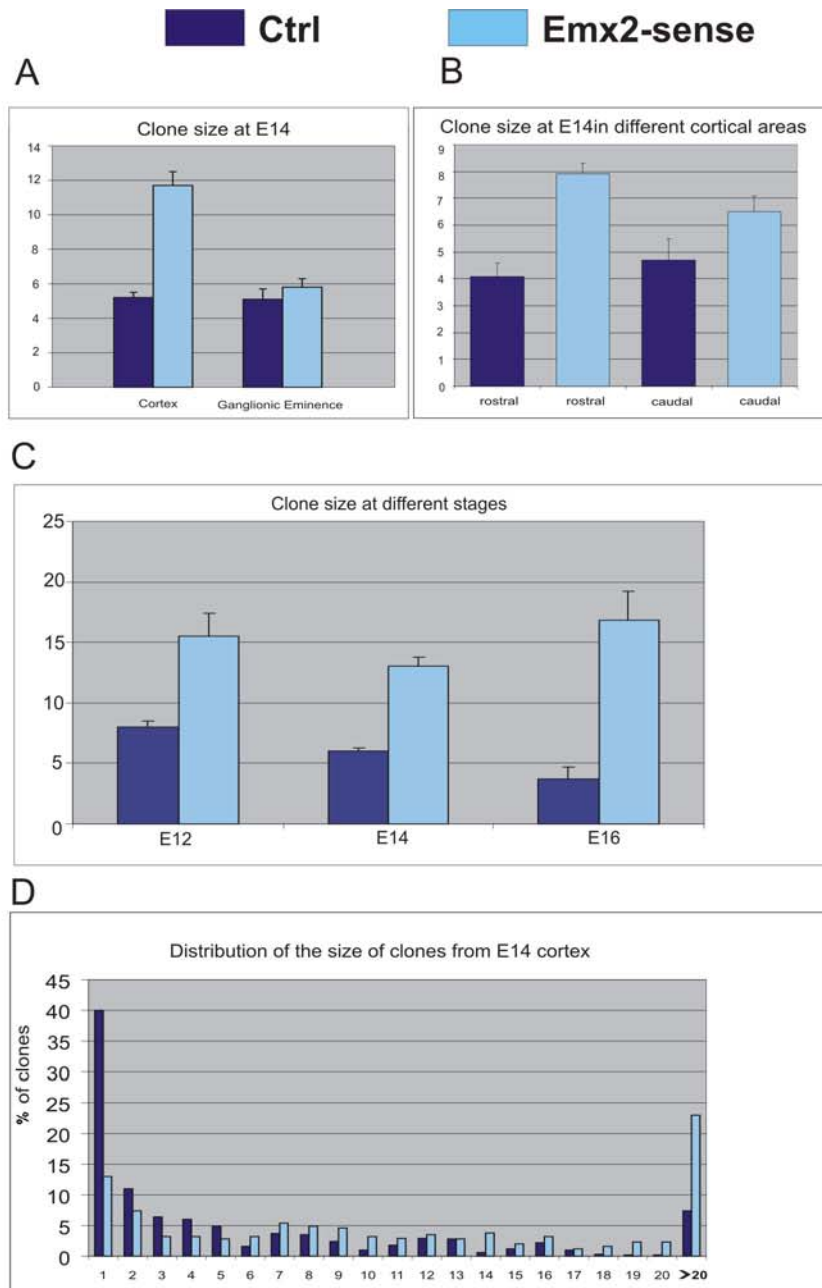 Ctrl Emx2-sense
A
Clone size at E14
14
12
10
8
6
4
2
0
Cortex Ganglionic Eminence
B
Clone size at E14in different cortical areas
9
8
7
6
5
4
3
2
1
0
rostral rostral caudal caudal
C
Clone size at different stages
25
20
15
10
5
0
E12 E14 E16
D
Distribution of the size of clones from E14 cortex
% of clones
45
40
35
30
25
20
15
10
5
0
1 2 3 4 5 6 7 8 9 10 11 12 13 14 15 16 17 18 19 20 >20